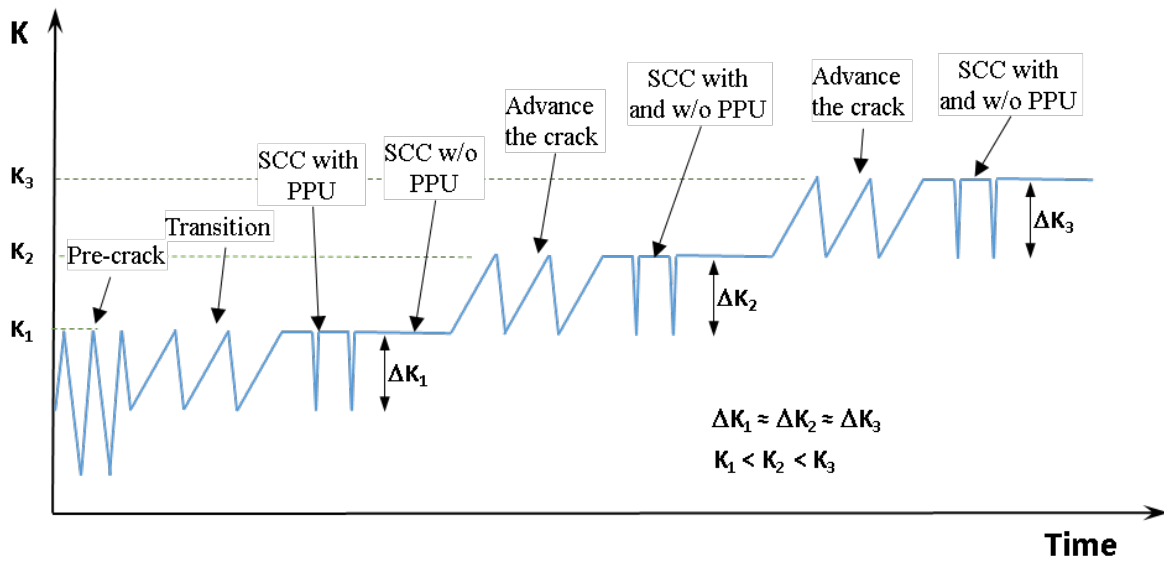 K
SCC with
and w/o PPU
Advance
the crack
Advance
the crack
SCC with
and w/o PPU
SCC with
PPU
SCC w/o
PPU
K₃
Transition
Pre-crack
K₂
K₁
ΔK₁
ΔK₂
ΔK₃
ΔK₁ ≈ ΔK₂ ≈ ΔK₃
K₁ < K₂ < K₃
Time